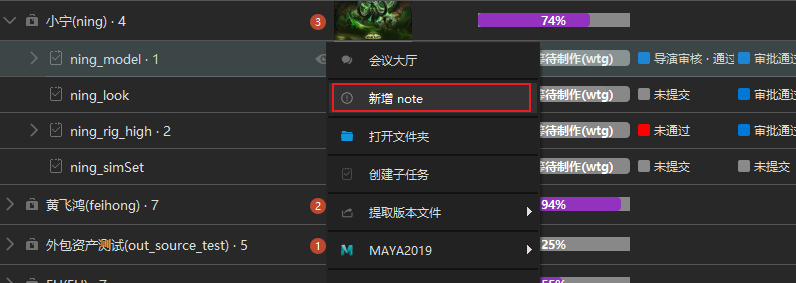 小宁(ning) · 4 3 74%
ning_model · 1 等待制作(wtg) 导演审核 · 通过 审批通过
会议大厅
ning_look 等待制作(wtg) 未提交 审批通过
新增 note
ning_rig_high · 2 等待制作(wtg) 未通过 审批通过
打开文件夹
ning_simSet 等待制作(wtg) 未提交 未提交
创建子任务
黄飞鸿(feihong) · 7 2 94%
提取版本文件
外包资产测试(out_source_test) · 5 1 25%
MAYA2019
55%